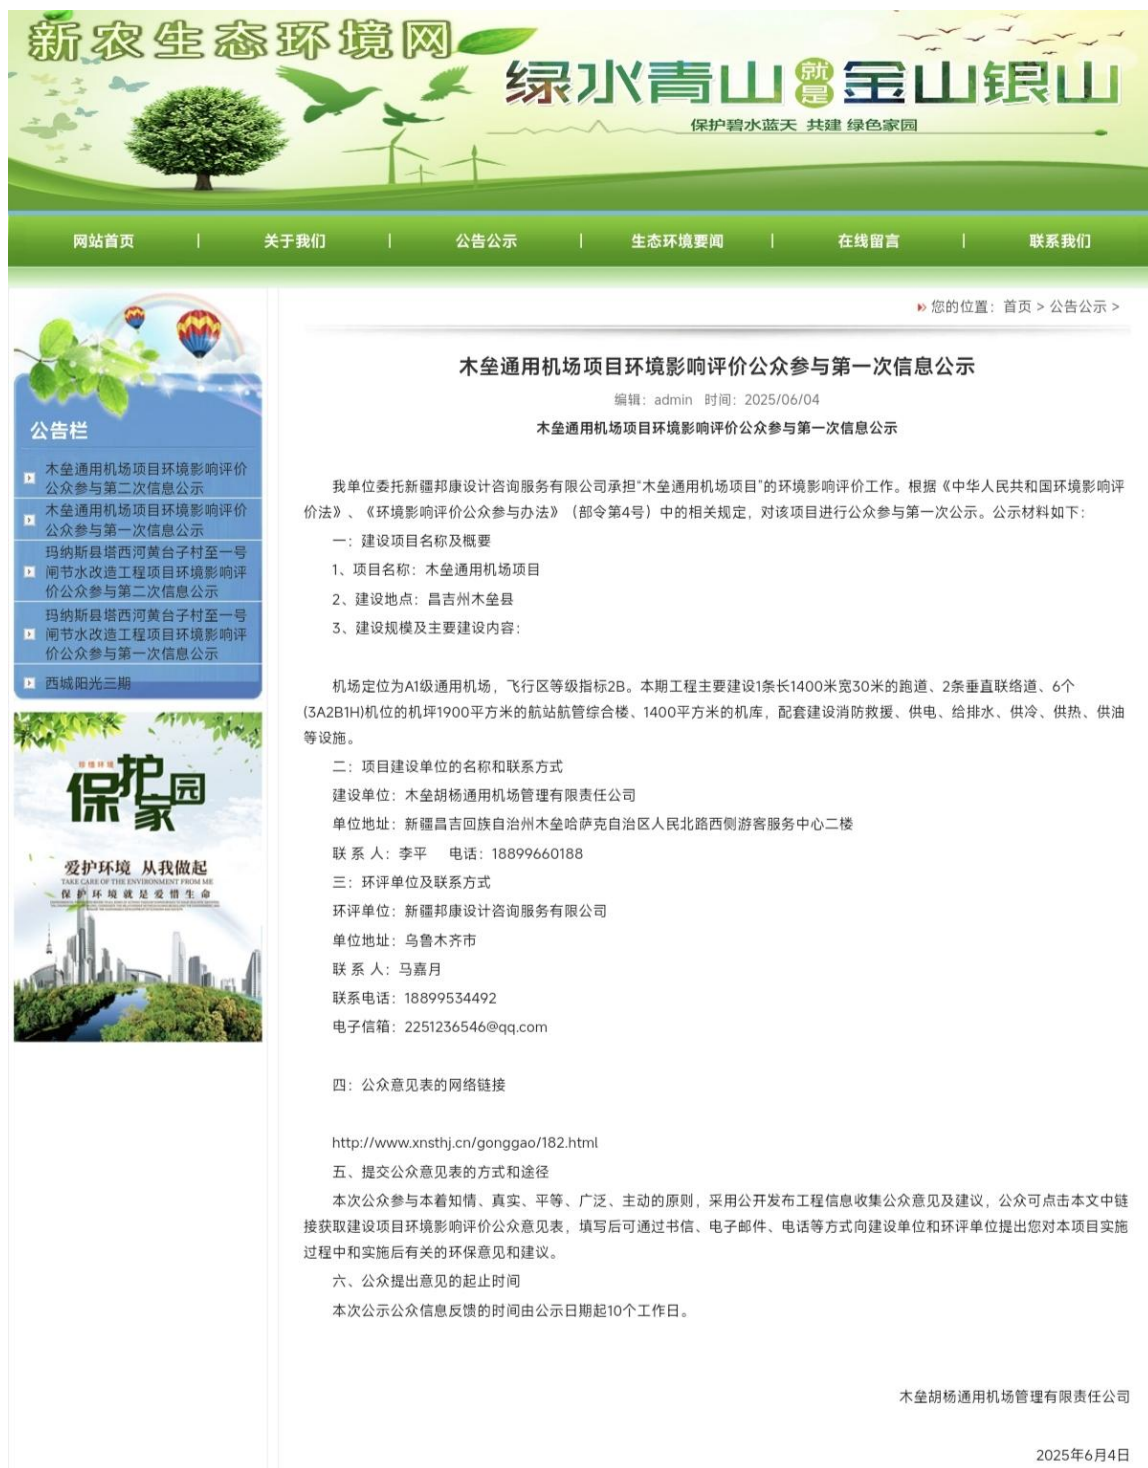 新农生态环境网
绿水青山就是金山银山
保护碧水蓝天 共建 绿色家园
网站首页 | 关于我们 | 公告公示 | 生态环境要闻 | 在线留言 | 联系我们
您的位置：首页 > 公告公示 >
公告栏
木垒通用机场项目环境影响评价
公众参与第二次信息公示
木垒通用机场项目环境影响评价
公众参与第一次信息公示
玛纳斯县塔西河黄台子村至一号
闸节水改造工程项目环境影响评
价公众参与第二次信息公示
玛纳斯县塔西河黄台子村至一号
闸节水改造工程项目环境影响评
价公众参与第一次信息公示
西城阳光三期
保护家园
爱护环境 从我做起
TAKE CARE OF THE ENVIRONMENT FROM ME
保护环境就是爱惜生命
木垒通用机场项目环境影响评价公众参与第一次信息公示
编辑：admin 时间：2025/06/04
木垒通用机场项目环境影响评价公众参与第一次信息公示
我单位委托新疆邦康设计咨询服务有限公司承担“木垒通用机场项目”的环境影响评价工作。根据《中华人民共和国环境影响评
价法》、《环境影响评价公众参与办法》（部令第4号）中的相关规定，对该项目进行公众参与第一次公示。公示材料如下：
一：建设项目名称及概要
1、项目名称：木垒通用机场项目
2、建设地点：昌吉州木垒县
3、建设规模及主要建设内容：
机场定位为A1级通用机场，飞行区等级指标2B。本期工程主要建设1条长1400米宽30米的跑道、2条垂直联络道、6个
(3A2B1H)机位的机坪1900平方米的航站航管综合楼、1400平方米的机库，配套建设消防救援、供电、给排水、供冷、供热、供油
等设施。
二：项目建设单位的名称和联系方式
建设单位：木垒胡杨通用机场管理有限责任公司
单位地址：新疆昌吉回族自治州木垒哈萨克自治区人民北路西侧游客服务中心二楼
联 系 人：李平 电话：18899660188
三：环评单位及联系方式
环评单位：新疆邦康设计咨询服务有限公司
单位地址：乌鲁木齐市
联 系 人：马嘉月
联系电话：18899534492
电子信箱：2251236546@qq.com
四：公众意见表的网络链接
http://www.xnsthj.cn/gonggao/182.html
五、提交公众意见表的方式和途径
本次公众参与本着知情、真实、平等、广泛、主动的原则，采用公开发布工程信息收集公众意见及建议，公众可点击本文中链
接获取建设项目环境影响评价公众意见表，填写后可通过书信、电子邮件、电话等方式向建设单位和环评单位提出您对本项目实施
过程中和实施后有关的环保意见和建议。
六、公众提出意见的起止时间
本次公示公众信息反馈的时间由公示日期起10个工作日。
木垒胡杨通用机场管理有限责任公司
2025年6月4日